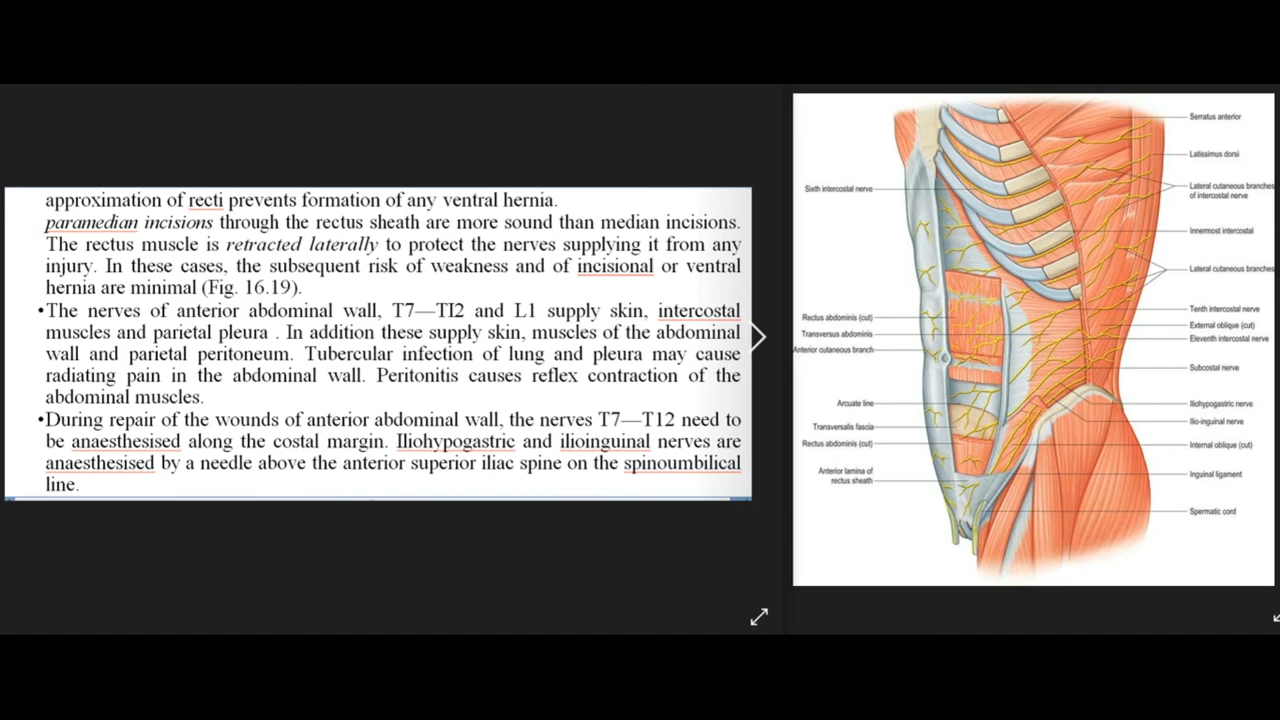 approximation of recti prevents formation of any ventral hermia.
paramedian incisions through the rectus sheath are more sound than median incisions.
The rectus muscle is retracted laterally to protect the nerves supplying it from any
injury. In these cases, the subsequent risk of weakness and of incisional or ventral
hernia are minimal (Fig. 16.19).
•The nerves of anterior abdominal wall, T7—TI2 and L1 supply skin, intercostal
muscles and parietal pleura . In addition these supply skin, muscles of the abdominal
wall and parietal peritoneum. Tubercular infection of lung and pleura may cause
radiating pain in the abdominal wall. Peritonitis causes reflex contraction of the
abdominal muscles.
•During repair of the wounds of anterior abdominal wall, the nerves T7—T12 need to
be anaesthesised along the costal margin. Iliohypogastric and ilioinguinal nerves are
anaesthesised by a needle above the anterior superior iliac spine on the spinoumbilical
line.
Sixth intercostal nerve
Rectus abdominis (cut)
Transversus abdominis
Anterior cutaneous branch
Arcuate line
Transversalis fascia
Rectus abdominis (cut)
Anterior lamina of
rectus sheath
Serratus anterior
Latissimus dorsi
Lateral cutaneous branches
of intercostal nerve
Innermost intercostal
Lateral cutaneous branches
Tenth intercostal nerve
External oblique (cut)
Eleventh intercostal nerve
Subcostal nerve
Iliohypogastric nerve
Ilio-inguinal nerve
Internal oblique (cut)
Inguinal ligament
Spermatic cord